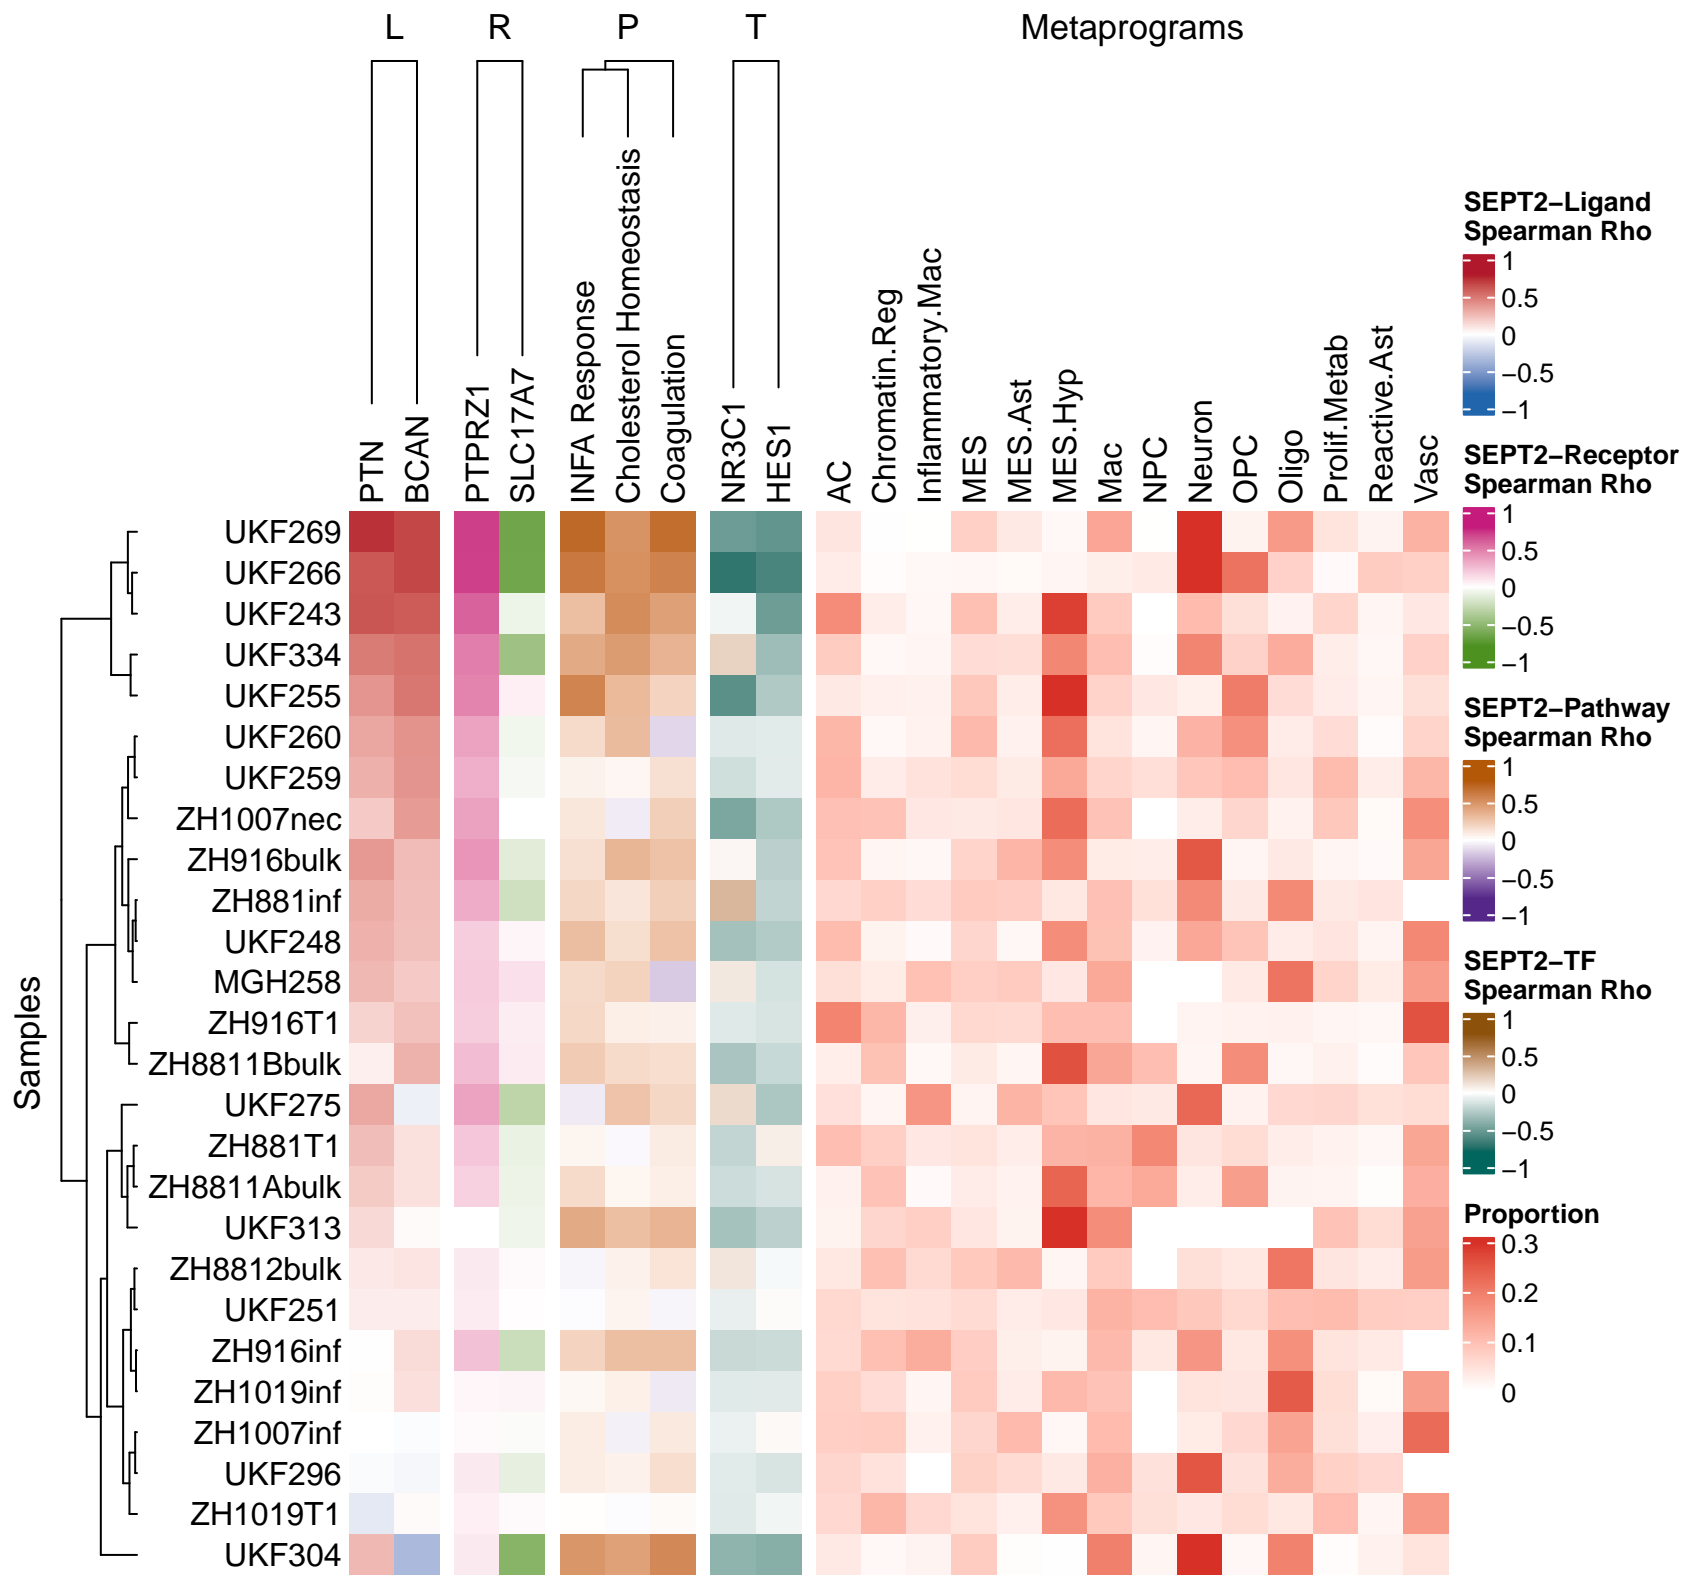 L R P T Metaprograms
PTN
BCAN
PTPRZ1
SLC17A7
INFA Response
Cholesterol Homeostasis
Coagulation
NR3C1
HES1
AC
Chromatin.Reg
Inflammatory.Mac
MES
MES.Ast
MES.Hyp
Mac
NPC
Neuron
OPC
Oligo
Prolif.Metab
Reactive.Ast
Vasc
Samples
UKF269
UKF266
UKF243
UKF334
UKF255
UKF260
UKF259
ZH1007nec
ZH916bulk
ZH881inf
UKF248
MGH258
ZH916T1
ZH8811Bbulk
UKF275
ZH881T1
ZH8811Abulk
UKF313
ZH8812bulk
UKF251
ZH916inf
ZH1019inf
ZH1007inf
UKF296
ZH1019T1
UKF304
SEPT2−Ligand
Spearman Rho
1
0.5
0
−0.5
−1
SEPT2−Receptor
Spearman Rho
1
0.5
0
−0.5
−1
SEPT2−Pathway
Spearman Rho
1
0.5
0
−0.5
−1
SEPT2−TF
Spearman Rho
1
0.5
0
−0.5
−1
Proportion
0.3
0.2
0.1
0